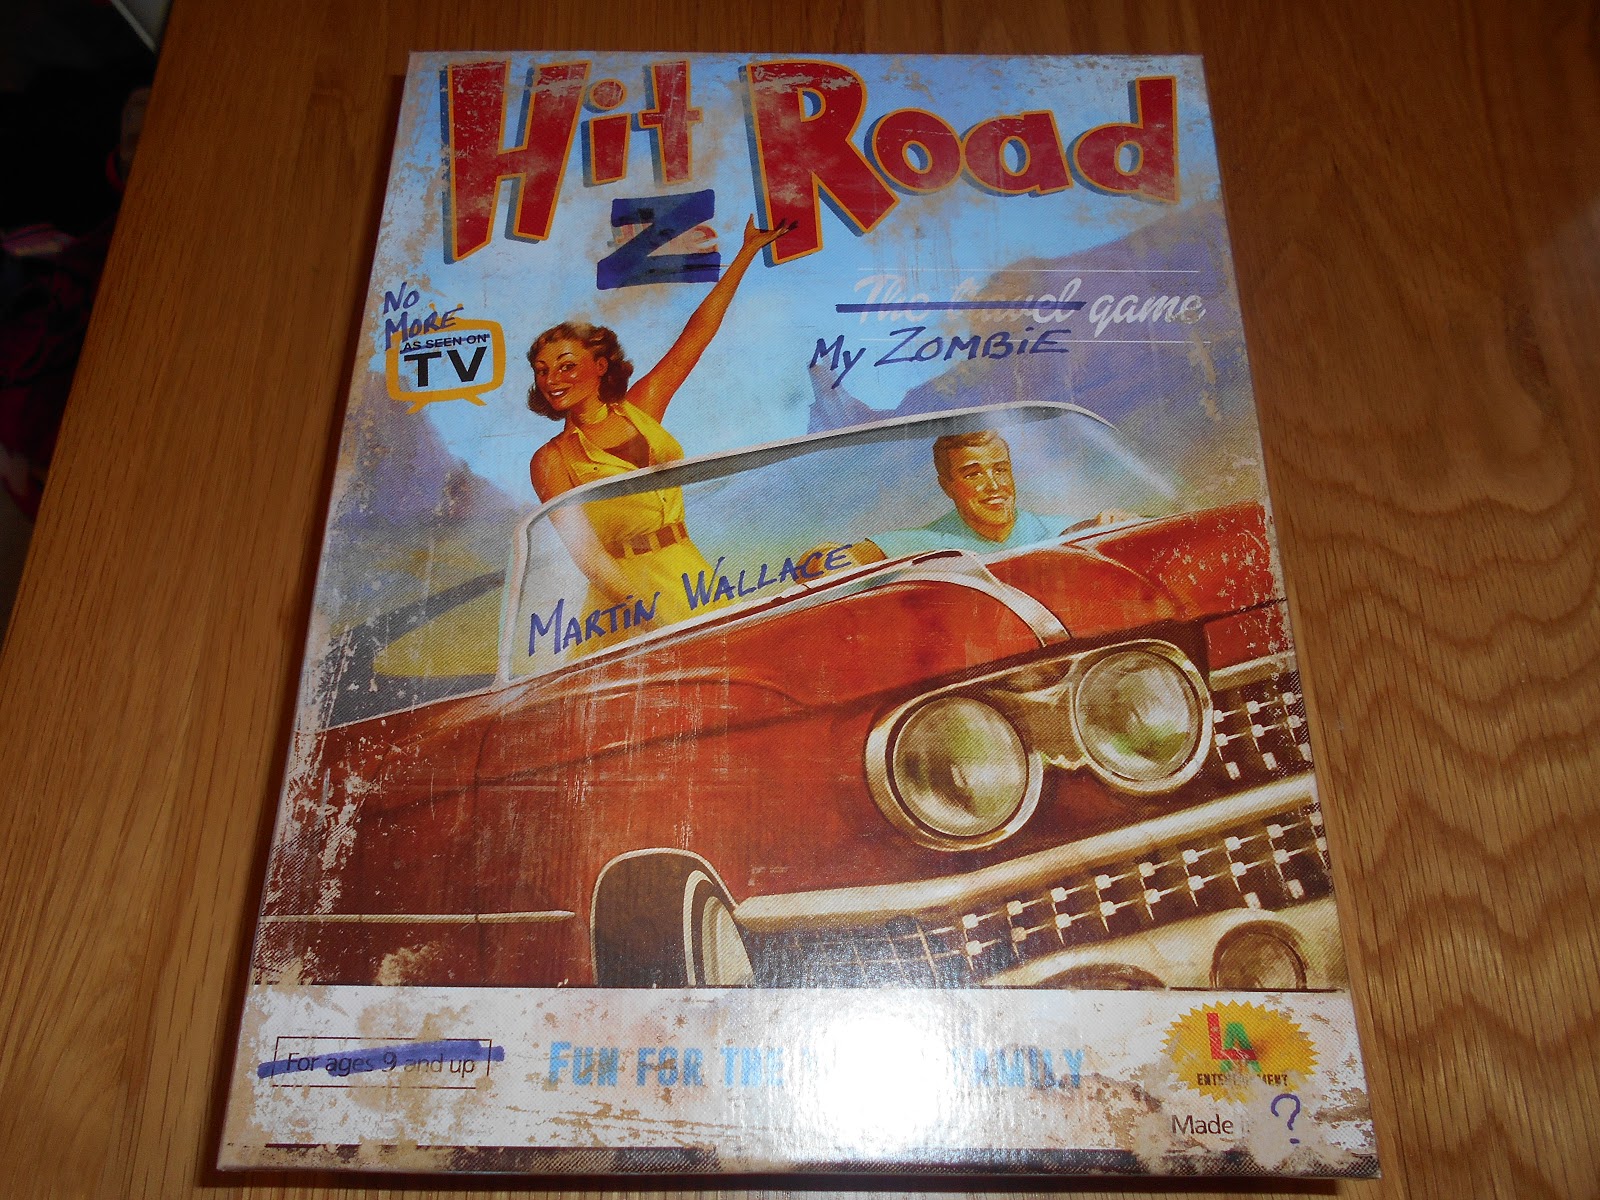 Hit Z Road
The travel game
My ZOMBiE
No
MORE
AS SEEN ON
TV
MARTiN WALLACE
For ages 9 and up
FUN FOR THE FAMILY
LA
ENTERTAINMENT
Made ?